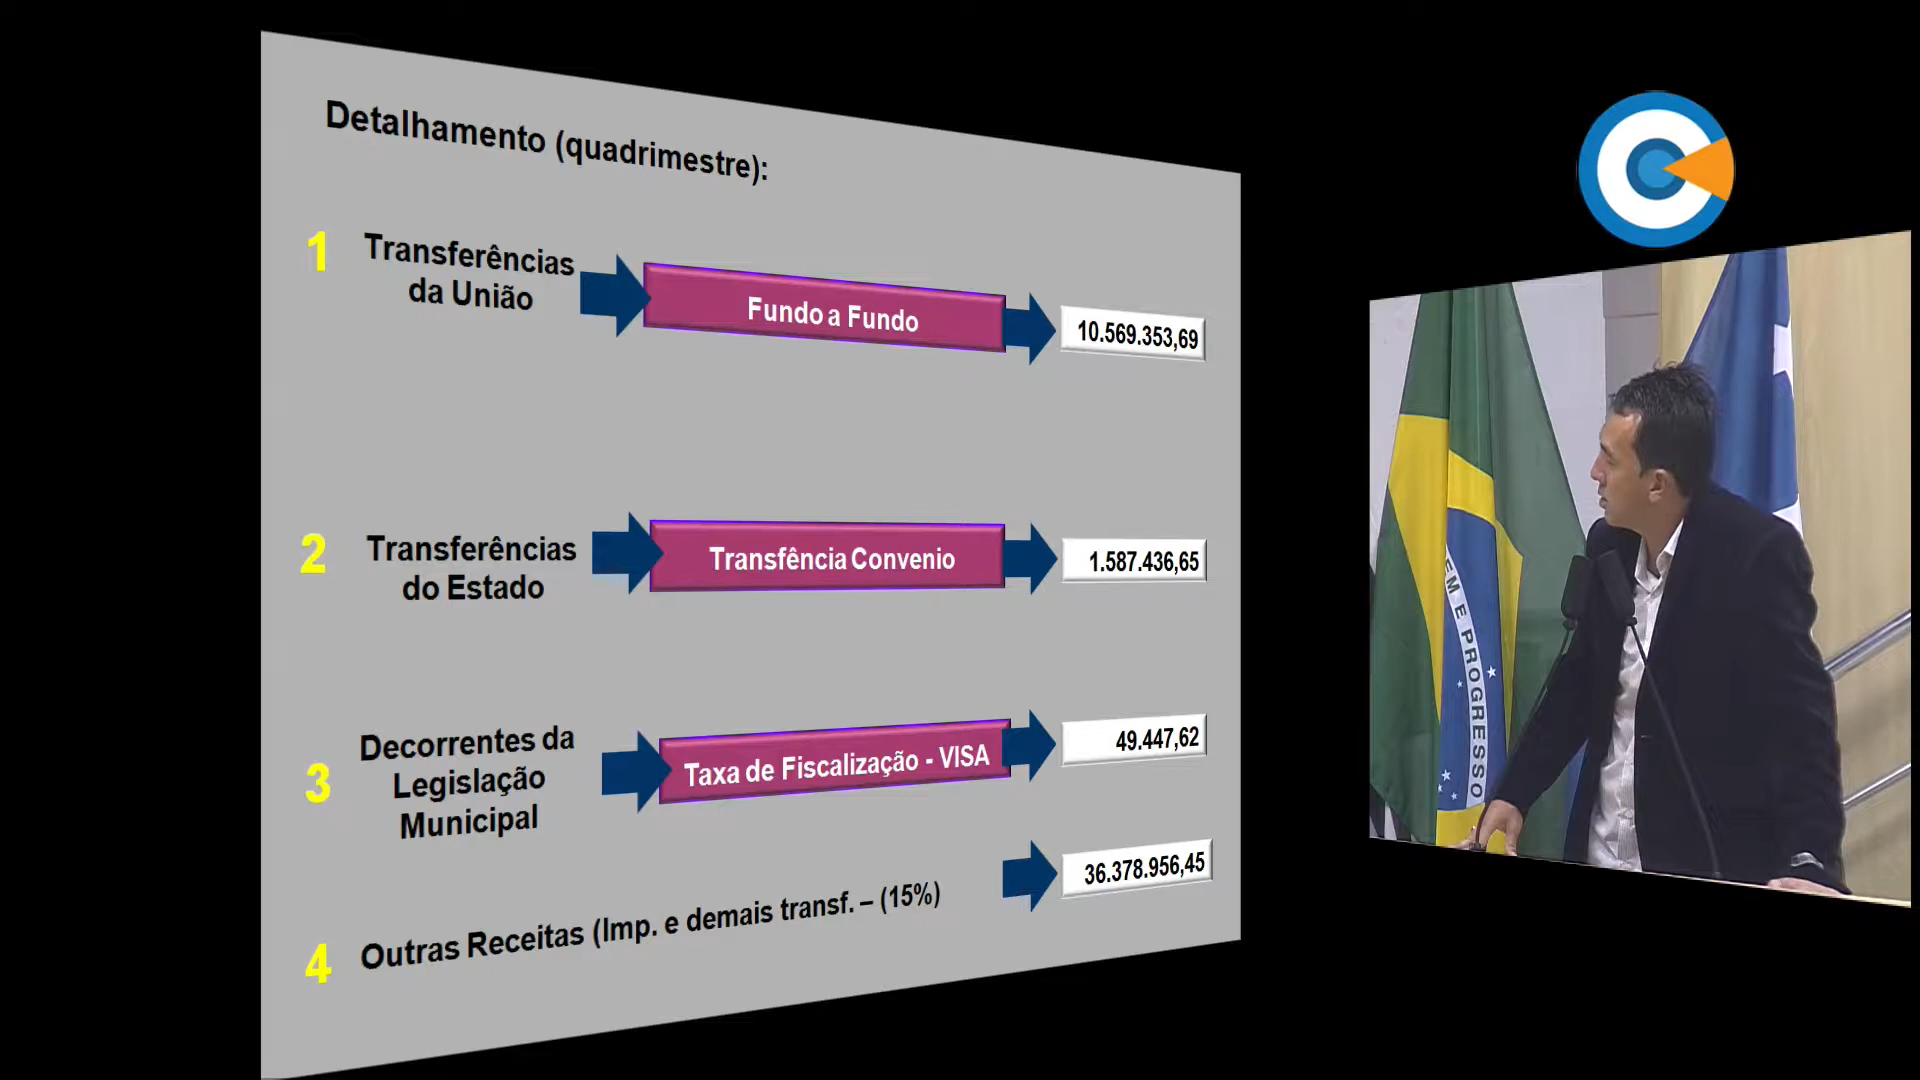 Detalhamento (quadrimestre):
1
Transferências
da União
Fundo a Fundo
10.569.353,69
2
Transferências
do Estado
Transfência Convenio
1.587.436,65
3
Decorrentes da
Legislação
Municipal
Taxa de Fiscalização - VISA
49.447,62
4
Outras Receitas (Imp. e demais transf. – (15%)
36.378.956,45
EM E PROGRESSO